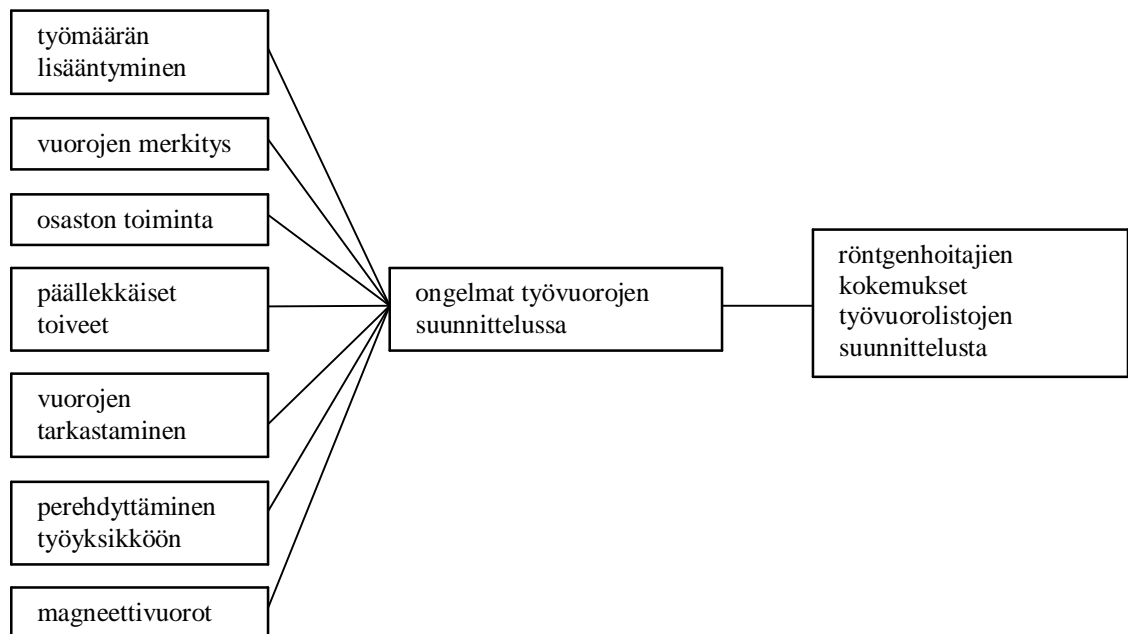 työmäärän
lisääntyminen
vuorojen merkitys
osaston toiminta
päällekkäiset
toiveet
vuorojen
tarkastaminen
perehdyttäminen
työyksikköön
magneettivuorot
ongelmat työvuorojen
suunnittelussa
röntgenhoitajien
kokemukset
työvuorolistojen
suunnittelusta